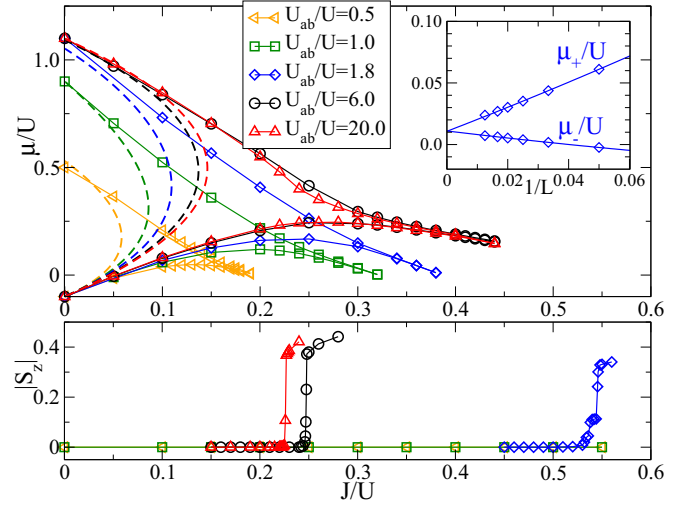 μ/U
1.0
0.5
0
U_ab/U=0.5
U_ab/U=1.0
U_ab/U=1.8
U_ab/U=6.0
U_ab/U=20.0
0.10
0.05
0.0
μ_+/U
μ_-/U
0 0.02 0.04 0.06
1/L
0 0.1 0.2 0.3 0.4 0.5 0.6
|S_z|
0.4
0.2
0.0
0 0.1 0.2 0.3 0.4 0.5 0.6
J/U